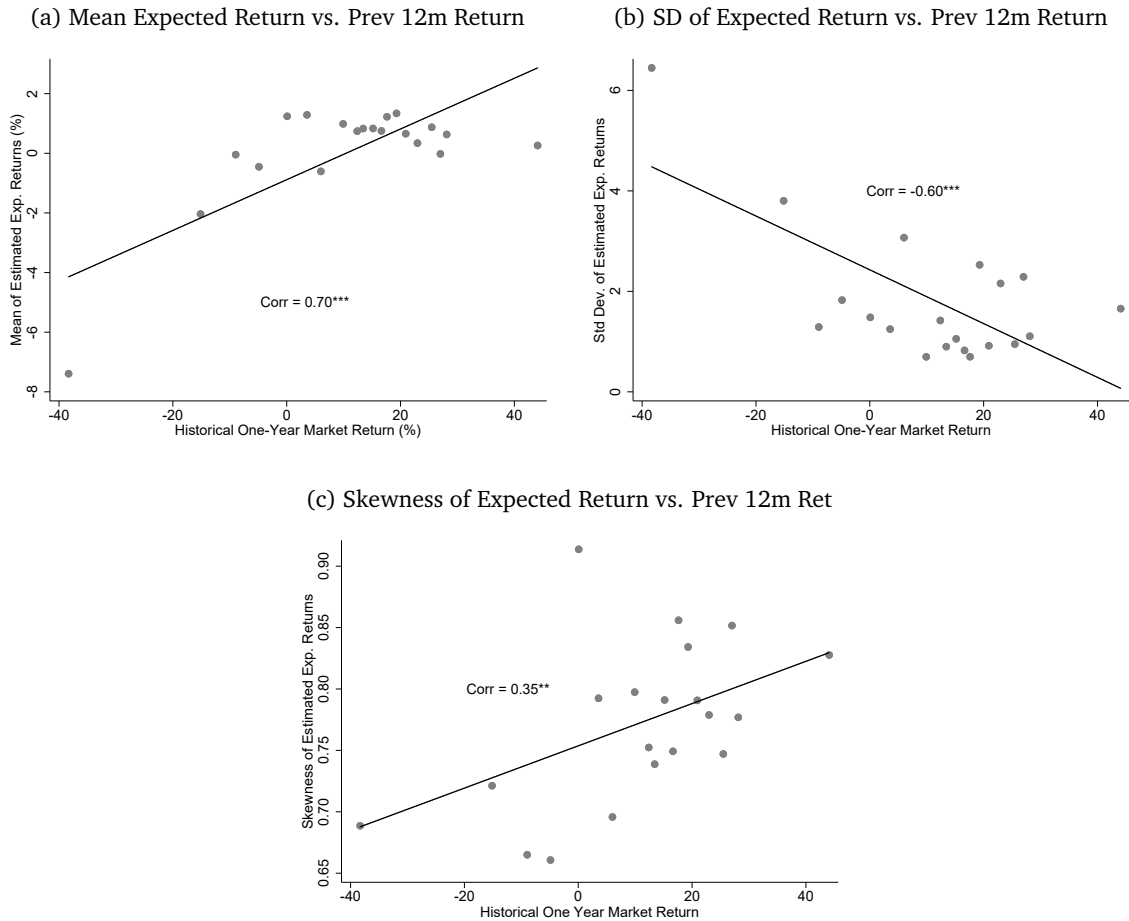 (a) Mean Expected Return vs. Prev 12m Return
Mean of Estimated Exp. Returns (%)
2
0
-2
-4
-6
-8
Corr = 0.70***
-40
-20
0
20
40
Historical One-Year Market Return (%)
(b) SD of Expected Return vs. Prev 12m Return
Std Dev. of Estimated Exp. Returns
6
4
2
0
Corr = -0.60***
-40
-20
0
20
40
Historical One-Year Market Return
(c) Skewness of Expected Return vs. Prev 12m Ret
Skewness of Estimated Exp. Returns
0.90
0.85
0.80
0.75
0.70
0.65
Corr = 0.35**
-40
-20
0
20
40
Historical One Year Market Return